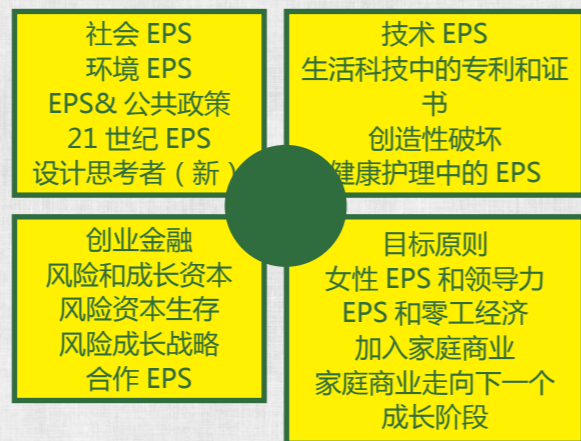 社会 EPS
环境 EPS
EPS& 公共政策
21 世纪 EPS
设计思考者（新）
技术 EPS
生活科技中的专利和证
书
创造性破坏
健康护理中的 EPS
创业金融
风险和成长资本
风险资本生存
风险成长战略
合作 EPS
目标原则
女性 EPS 和领导力
EPS 和零工经济
加入家庭商业
家庭商业走向下一个
成长阶段